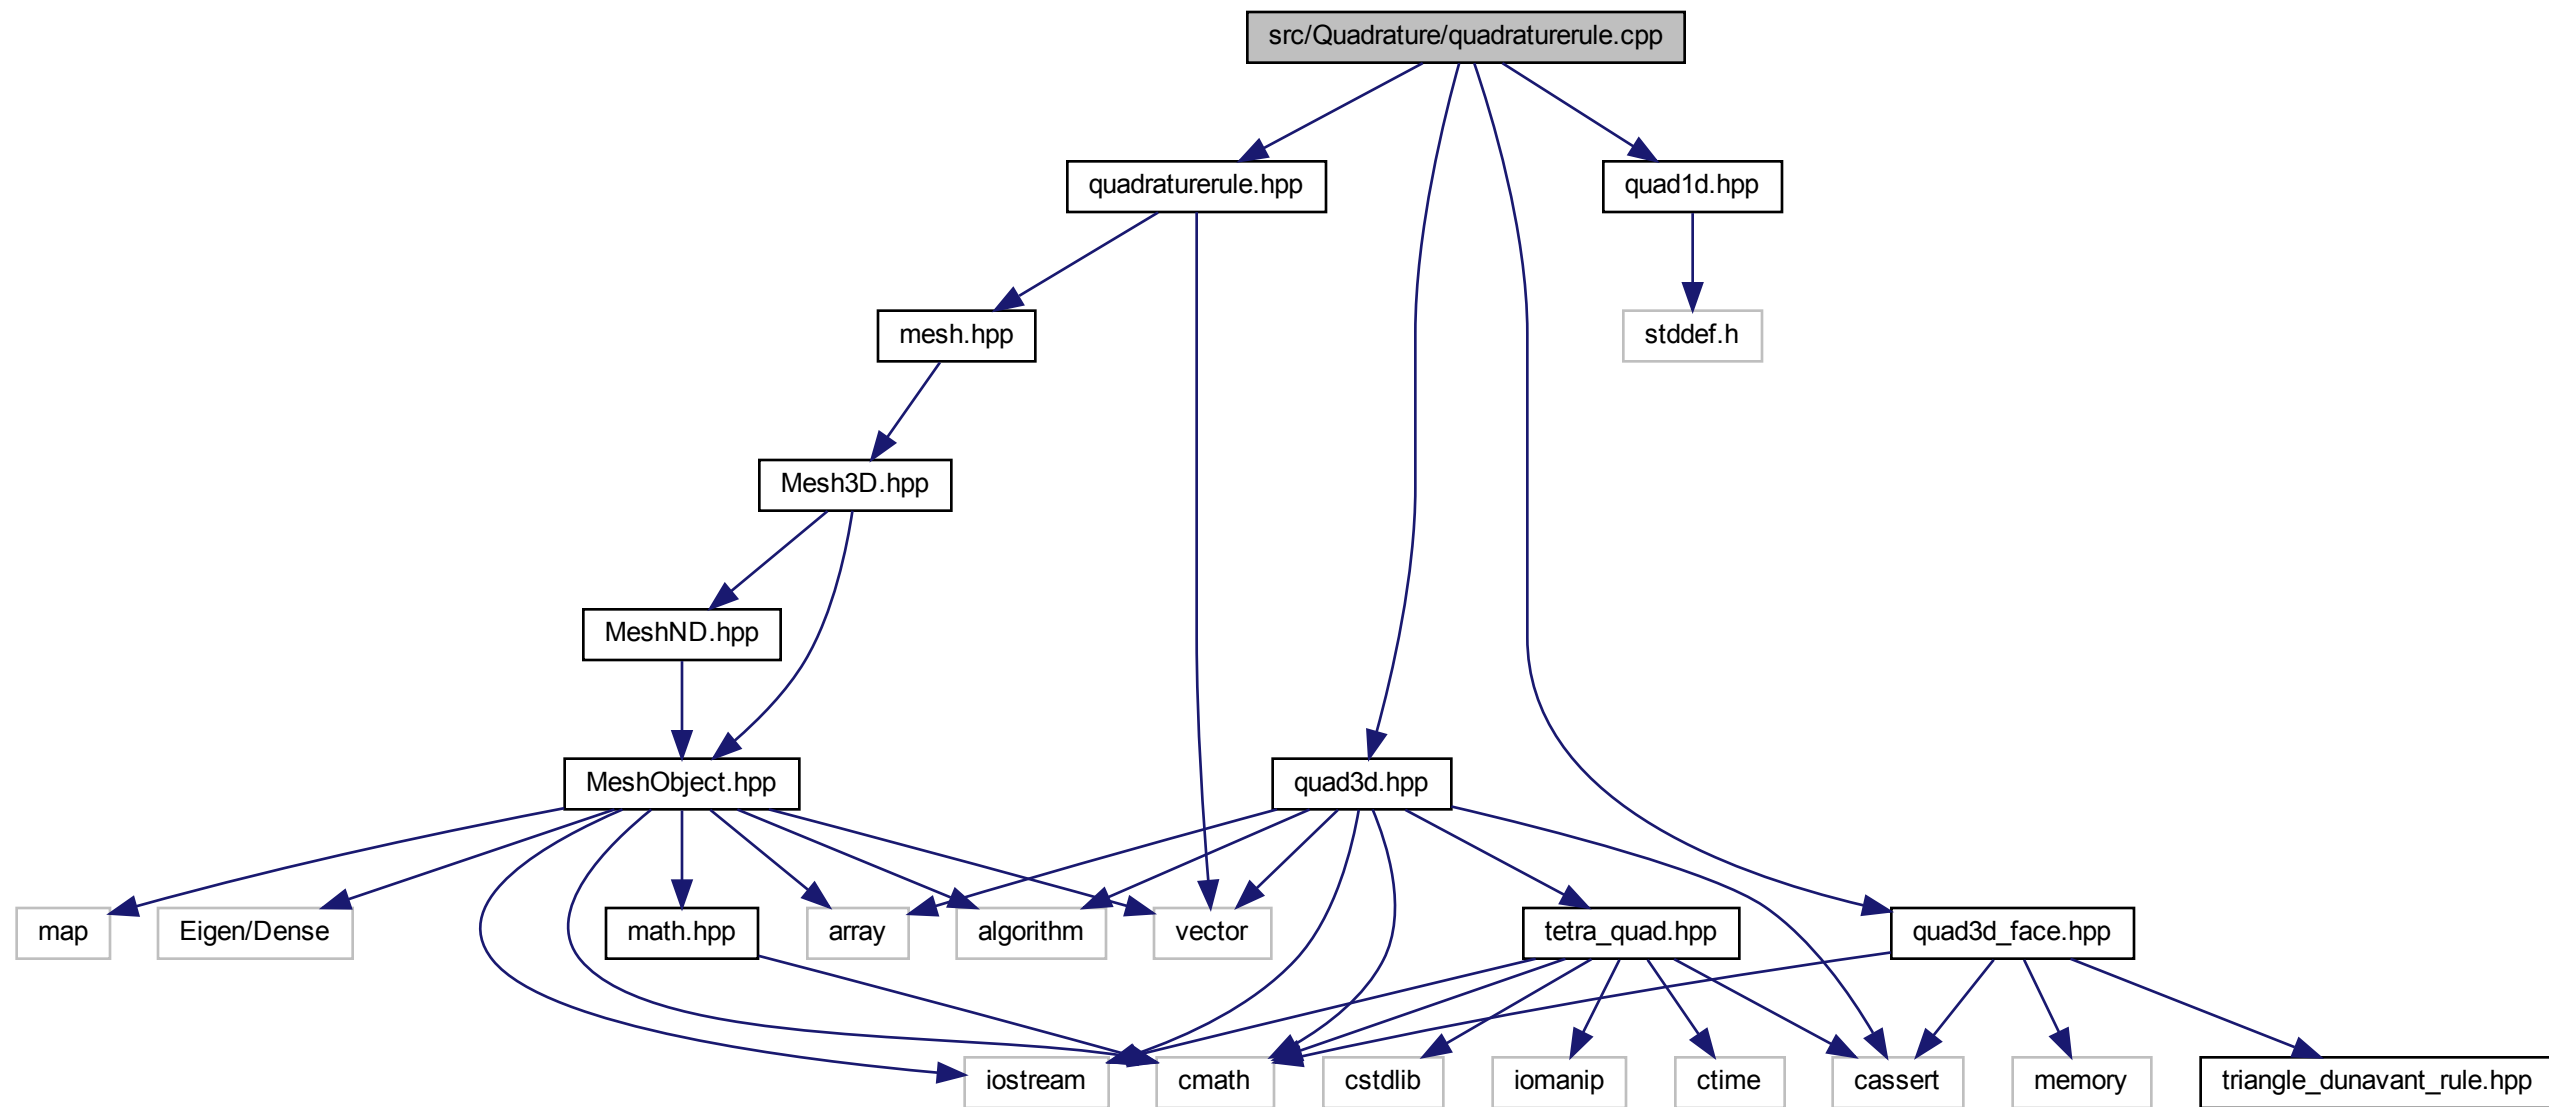 src/Quadrature/quadraturerule.cpp
quadraturerule.hpp
quad1d.hpp
mesh.hpp
stddef.h
Mesh3D.hpp
MeshND.hpp
MeshObject.hpp
quad3d.hpp
map
Eigen/Dense
math.hpp
array
algorithm
vector
tetra_quad.hpp
quad3d_face.hpp
iostream
cmath
cstdlib
iomanip
ctime
cassert
memory
triangle_dunavant_rule.hpp